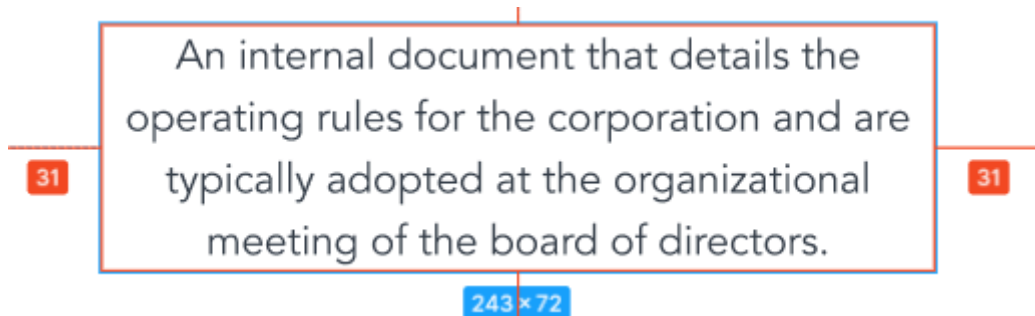 An internal document that details the
operating rules for the corporation and are
31
typically adopted at the organizational
31
meeting of the board of directors.
243 × 72